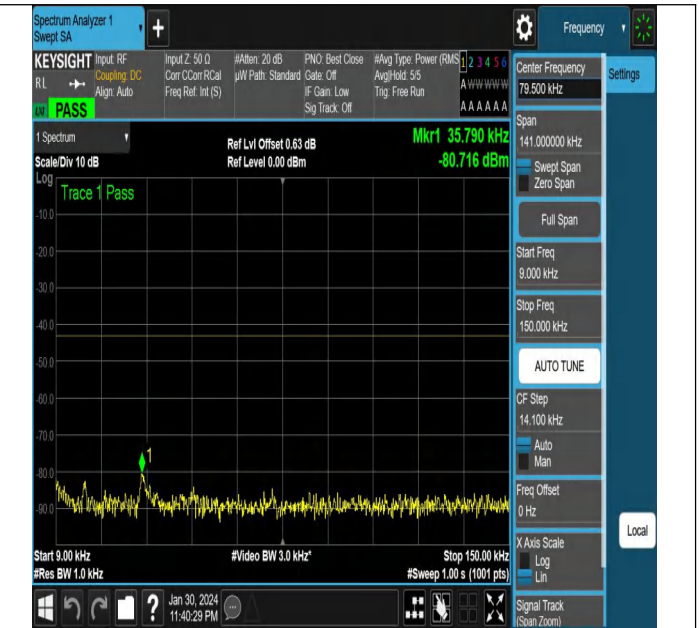 Spectrum Analyzer 1
Swept SA
+
Frequency
KEYSIGHT
Input: RF
Coupling: DC
Align: Auto
RL
PASS
Input Z: 50 Ω
Corr CCorr RCal
Freq Ref: Int (S)
#Atten: 20 dB
µW Path: Standard
PNO: Best Close
Gate: Off
IF Gain: Low
Sig Track: Off
#Avg Type: Power (RMS
Avg|Hold: 5/5
Trig: Free Run
1 2 3 4 5 6
A W W W W W
A A A A A A
Settings
Center Frequency
79.500 kHz
Span
141.000000 kHz
Swept Span
Zero Span
Full Span
Start Freq
9.000 kHz
Stop Freq
150.000 kHz
AUTO TUNE
CF Step
14.100 kHz
Auto
Man
Freq Offset
0 Hz
X Axis Scale
Log
Lin
Signal Track
(Span Zoom)
Local
1 Spectrum
Scale/Div 10 dB
Ref Lvl Offset 0.63 dB
Ref Level 0.00 dBm
Mkr1 35.790 kHz
-80.716 dBm
Log
Trace 1 Pass
-10.0
-20.0
-30.0
-40.0
-50.0
-60.0
-70.0
-80.0
-90.0
1
Start 9.00 kHz
#Video BW 3.0 kHz*
Stop 150.00 kHz
#Res BW 1.0 kHz
#Sweep 1.00 s (1001 pts)
?
Jan 30, 2024
11:40:29 PM